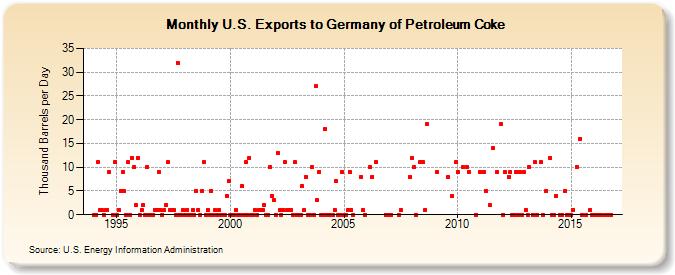 Monthly U.S. Exports to Germany of Petroleum Coke
Thousand Barrels per Day
35
30
25
20
15
10
5
0
1995 2000 2005 2010 2015
Source: U.S. Energy Information Administration